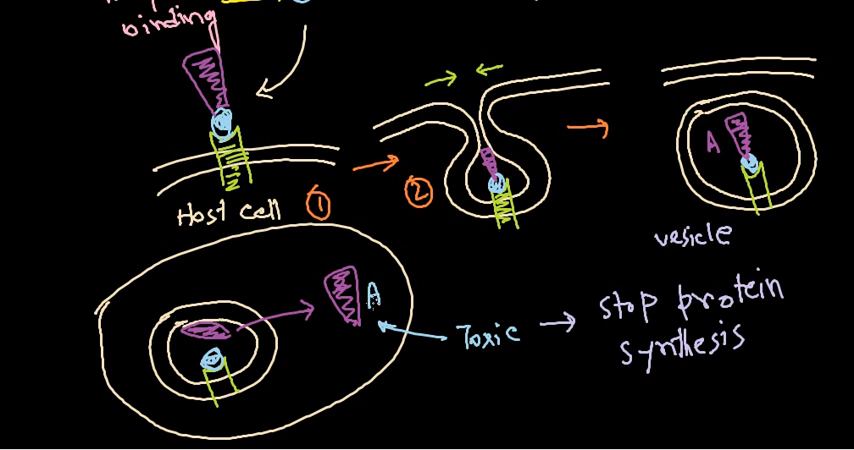 binding
A
Host cell
1
2
vesicle
A
Toxic
stop protein
synthesis